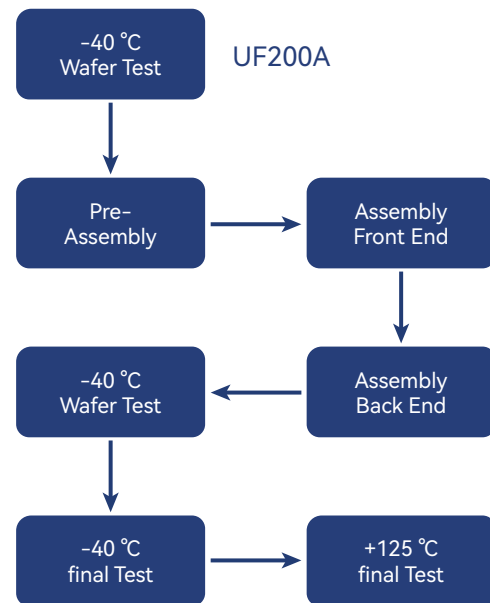 -40 °C
Wafer Test
UF200A
Pre-
Assembly
Assembly
Front End
-40 °C
Wafer Test
Assembly
Back End
-40 °C
final Test
+125 °C
final Test